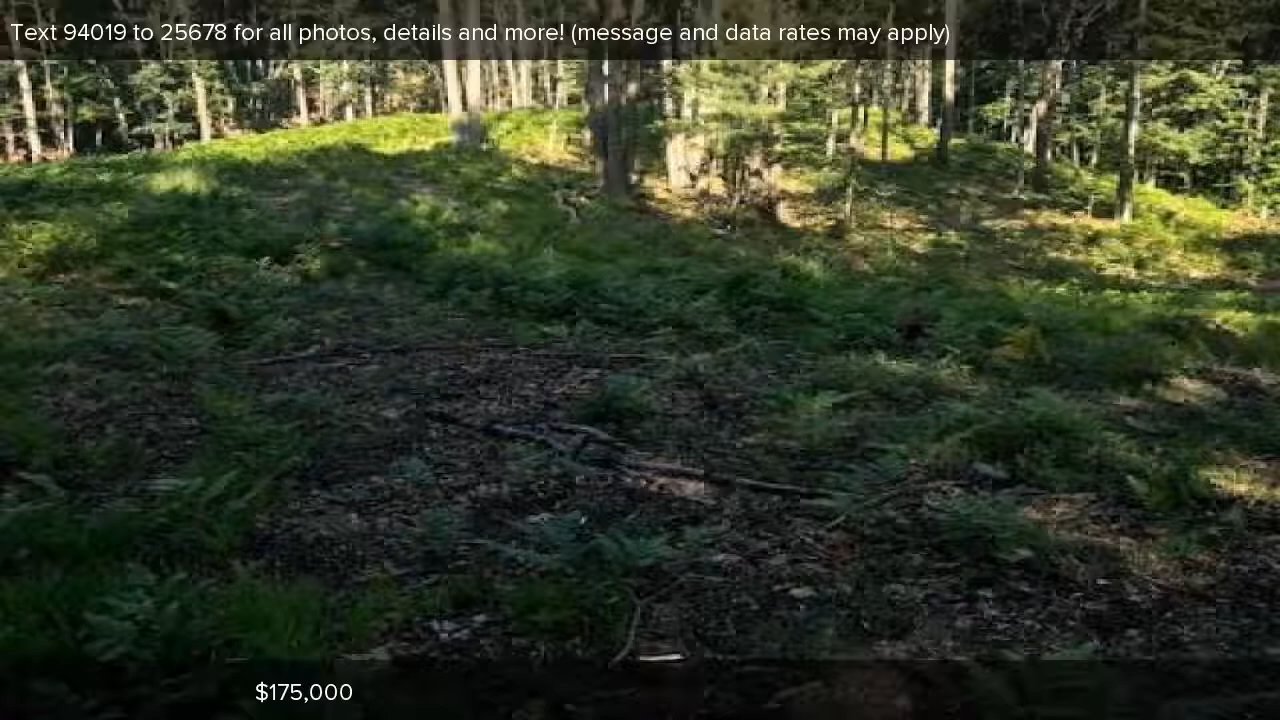 Text 94019 to 25678 for all photos, details and more! (message and data rates may apply)
$175,000